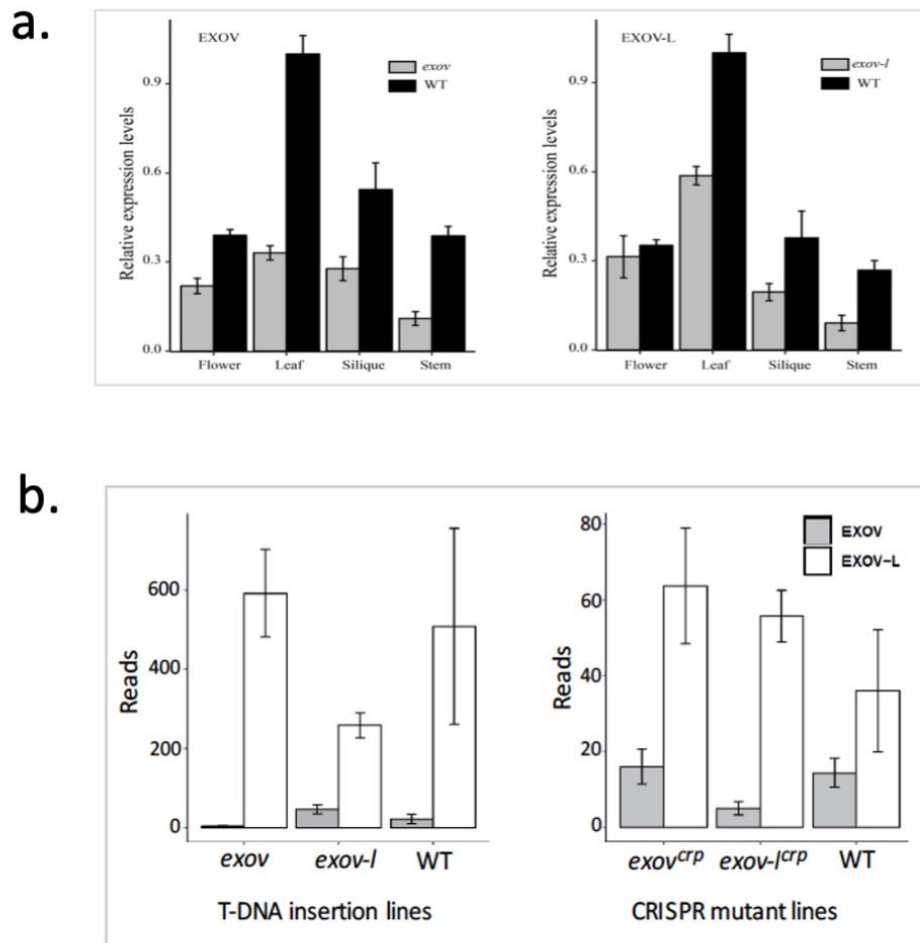 a.
EXOV
exov
WT
0.9
0.6
0.3
0.0
Relative expression levels
Flower Leaf Silique Stem
EXOV-L
exov-l
WT
0.9
0.6
0.3
0.0
Relative expression levels
Flower Leaf Silique Stem
b.
600
400
200
0
Reads
exov exov-l WT
T-DNA insertion lines
80
60
40
20
0
Reads
EXOV
EXOV-L
exovcrp exov-lcrp WT
CRISPR mutant lines